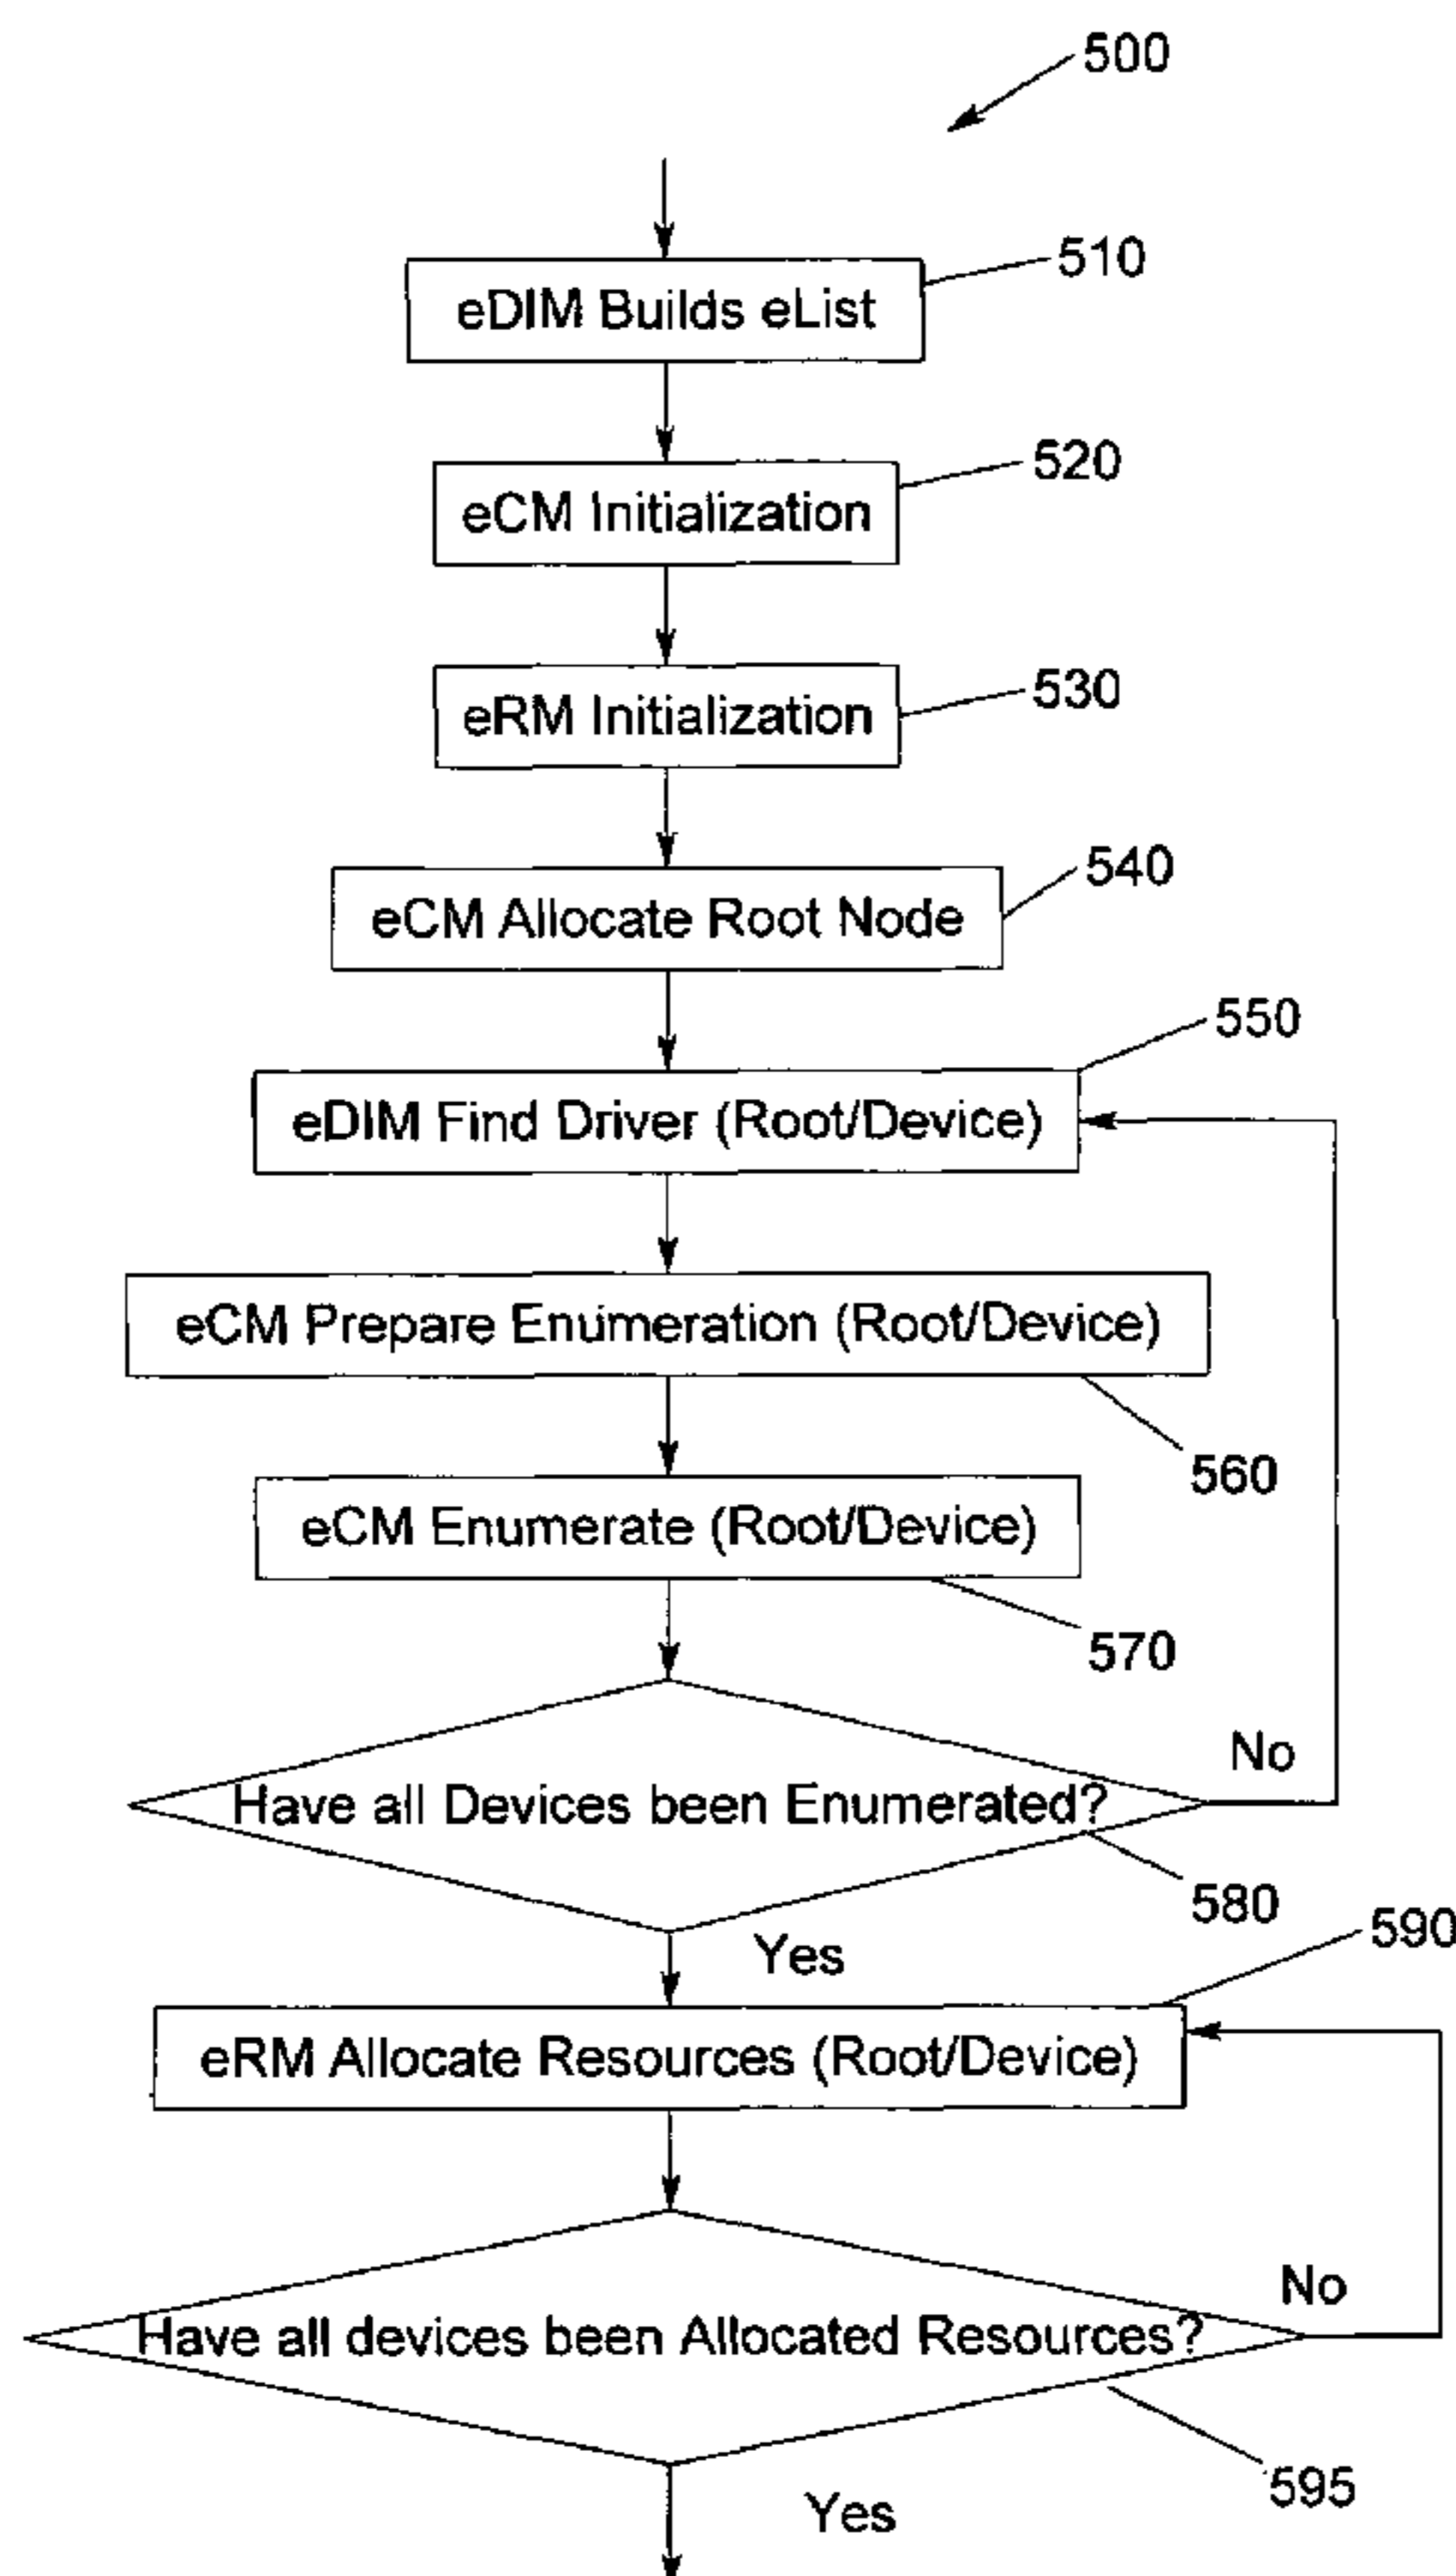 500
510
eDIM Builds eList
520
eCM Initialization
530
eRM Initialization
540
eCM Allocate Root Node
550
eDIM Find Driver (Root/Device)
eCM Prepare Enumeration (Root/Device)
560
eCM Enumerate (Root/Device)
570
No
Have all Devices been Enumerated?
580
590
Yes
eRM Allocate Resources (Root/Device)
No
Have all devices been Allocated Resources?
595
Yes